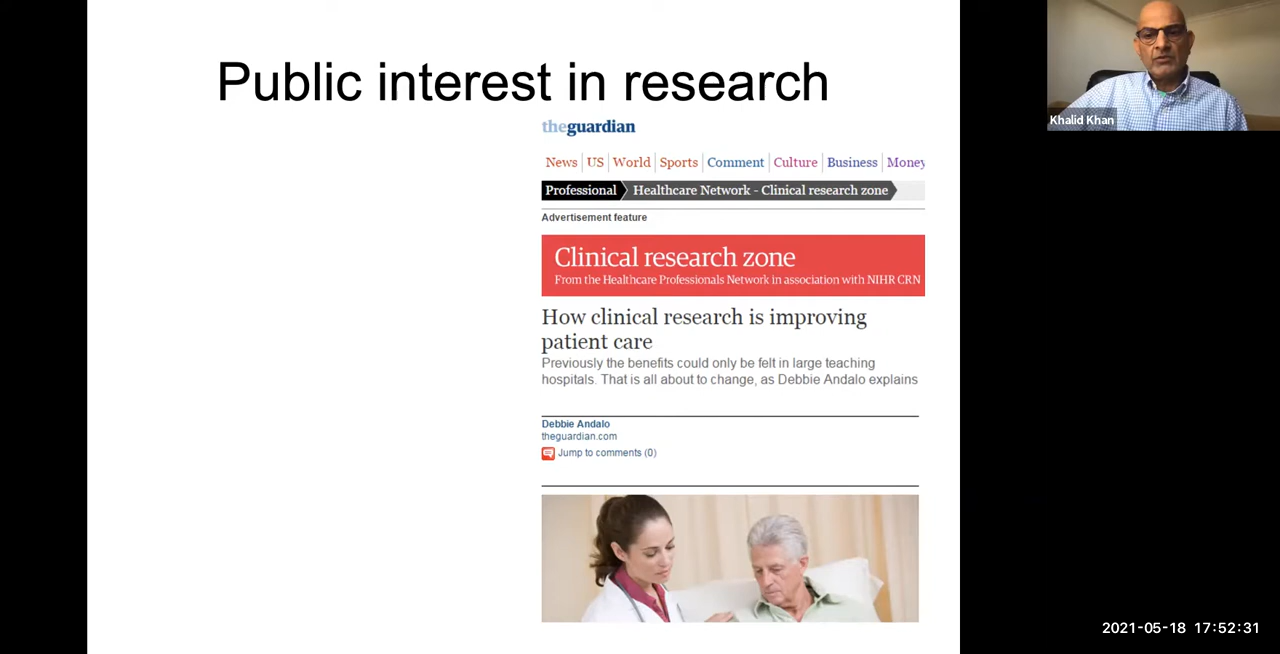 Public interest in research
theguardian
News US World Sports Comment Culture Business Money
Professional Healthcare Network - Clinical research zone
Advertisement feature
Clinical research zone
From the Healthcare Professionals Network in association with NIHR CRN
How clinical research is improving
patient care
Previously the benefits could only be felt in large teaching
hospitals. That is all about to change, as Debbie Andalo explains
Debbie Andalo
theguardian.com
Jump to comments (0)
Khalid Khan
2021-05-18 17:52:31